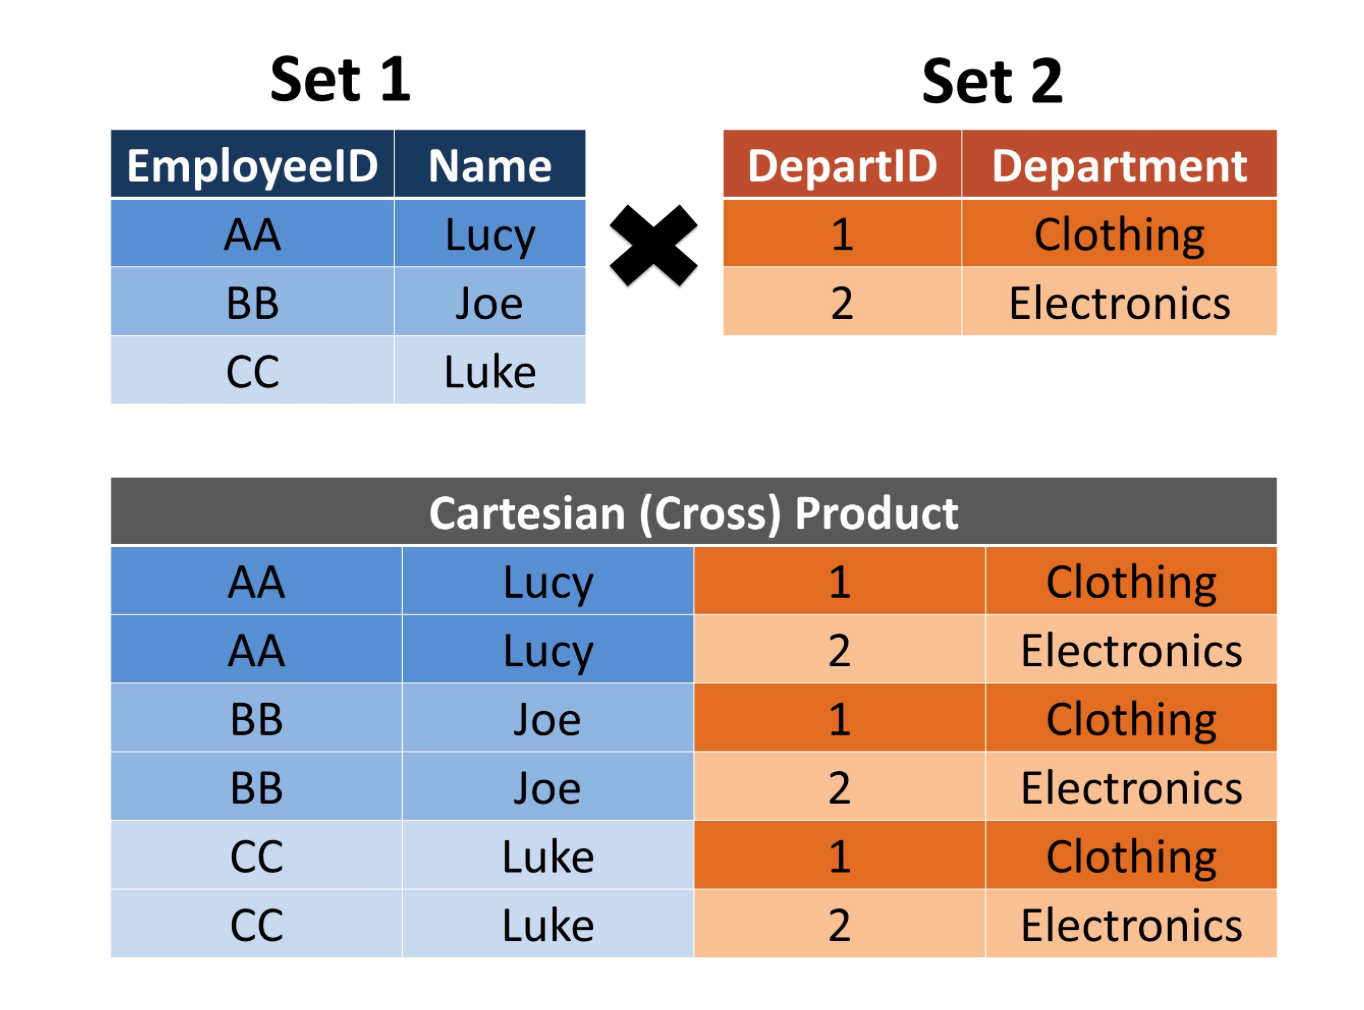 Set 1 Set 2
EmployeeID Name DepartID Department
AA Lucy 1 Clothing
BB Joe 2 Electronics
CC Luke
Cartesian (Cross) Product
AA Lucy 1 Clothing
AA Lucy 2 Electronics
BB Joe 1 Clothing
BB Joe 2 Electronics
CC Luke 1 Clothing
CC Luke 2 Electronics